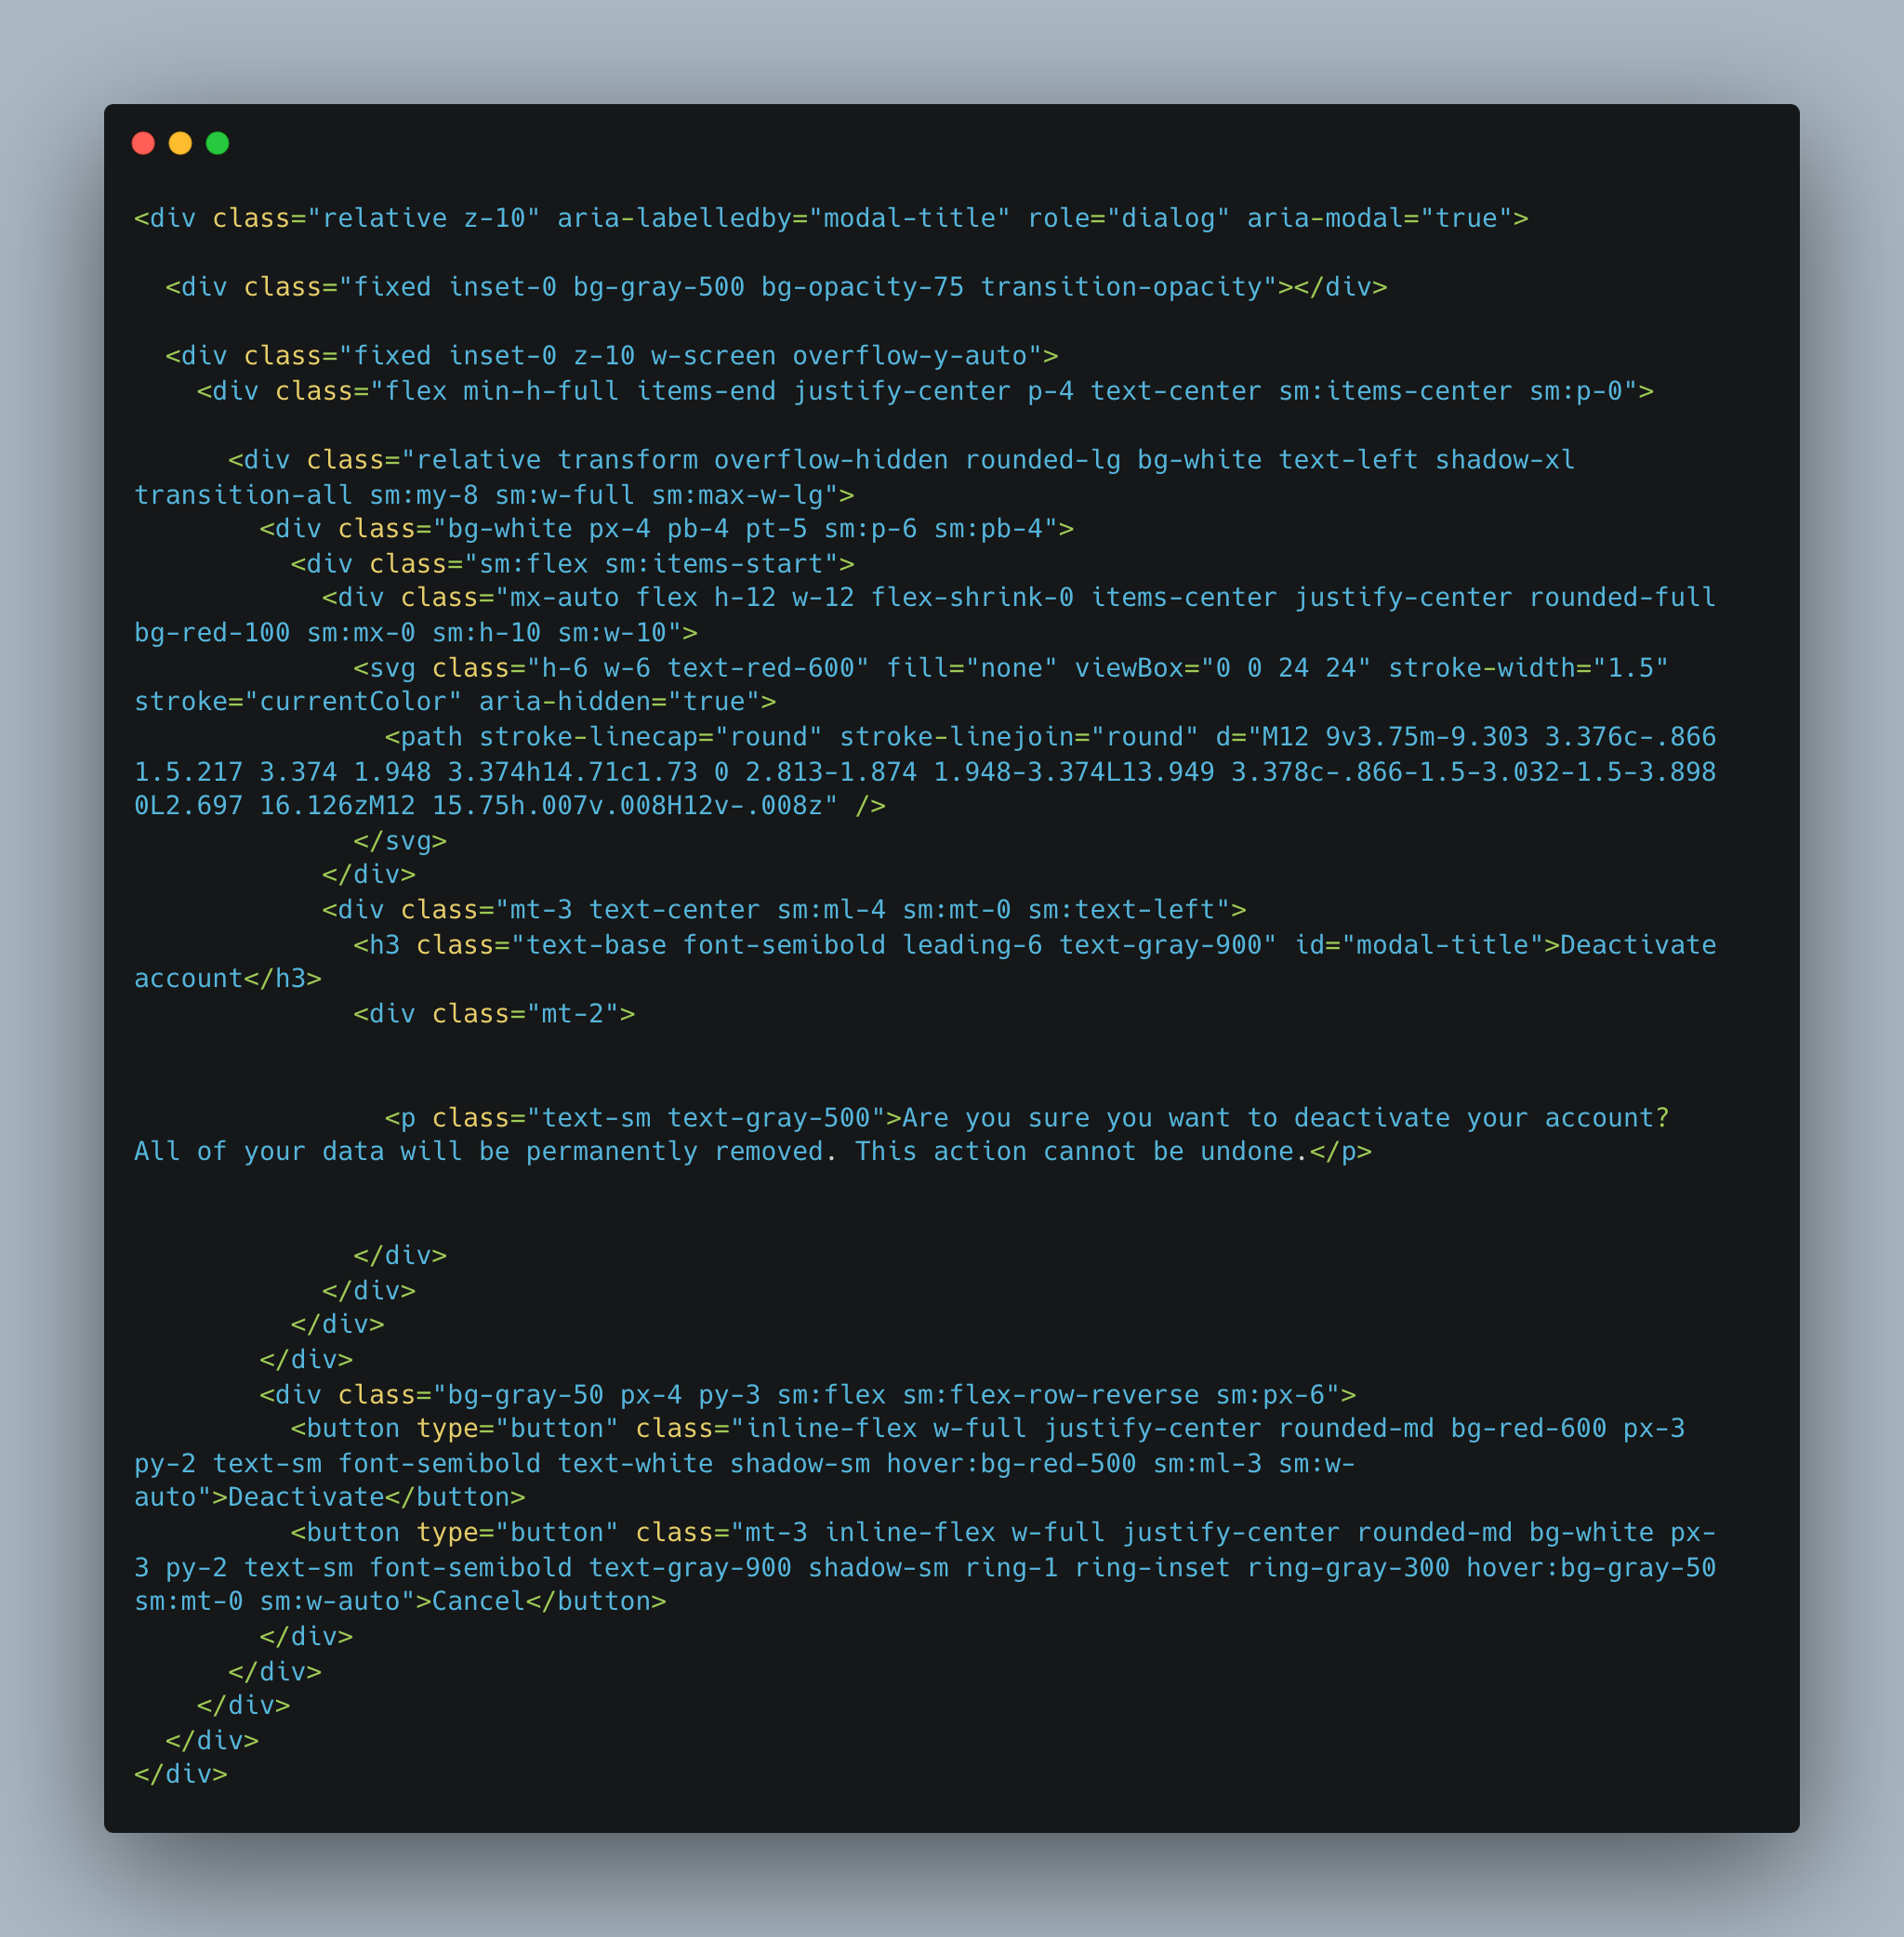 <div class="relative z-10" aria-labelledby="modal-title" role="dialog" aria-modal="true">
<div class="fixed inset-0 bg-gray-500 bg-opacity-75 transition-opacity"></div>
<div class="fixed inset-0 z-10 w-screen overflow-y-auto">
<div class="flex min-h-full items-end justify-center p-4 text-center sm:items-center sm:p-0">
<div class="relative transform overflow-hidden rounded-lg bg-white text-left shadow-xl
transition-all sm:my-8 sm:w-full sm:max-w-lg">
<div class="bg-white px-4 pb-4 pt-5 sm:p-6 sm:pb-4">
<div class="sm:flex sm:items-start">
<div class="mx-auto flex h-12 w-12 flex-shrink-0 items-center justify-center rounded-full
bg-red-100 sm:mx-0 sm:h-10 sm:w-10">
<svg class="h-6 w-6 text-red-600" fill="none" viewBox="0 0 24 24" stroke-width="1.5"
stroke="currentColor" aria-hidden="true">
<path stroke-linecap="round" stroke-linejoin="round" d="M12 9v3.75m-9.303 3.376c-.866
1.5.217 3.374 1.948 3.374h14.71c1.73 0 2.813-1.874 1.948-3.374L13.949 3.378c-.866-1.5-3.032-1.5-3.898
0L2.697 16.126zM12 15.75h.007v.008H12v-.008z" />
</svg>
</div>
<div class="mt-3 text-center sm:ml-4 sm:mt-0 sm:text-left">
<h3 class="text-base font-semibold leading-6 text-gray-900" id="modal-title">Deactivate
account</h3>
<div class="mt-2">
<p class="text-sm text-gray-500">Are you sure you want to deactivate your account?
All of your data will be permanently removed. This action cannot be undone.</p>
</div>
</div>
</div>
</div>
<div class="bg-gray-50 px-4 py-3 sm:flex sm:flex-row-reverse sm:px-6">
<button type="button" class="inline-flex w-full justify-center rounded-md bg-red-600 px-3
py-2 text-sm font-semibold text-white shadow-sm hover:bg-red-500 sm:ml-3 sm:w-
auto">Deactivate</button>
<button type="button" class="mt-3 inline-flex w-full justify-center rounded-md bg-white px-
3 py-2 text-sm font-semibold text-gray-900 shadow-sm ring-1 ring-inset ring-gray-300 hover:bg-gray-50
sm:mt-0 sm:w-auto">Cancel</button>
</div>
</div>
</div>
</div>
</div>